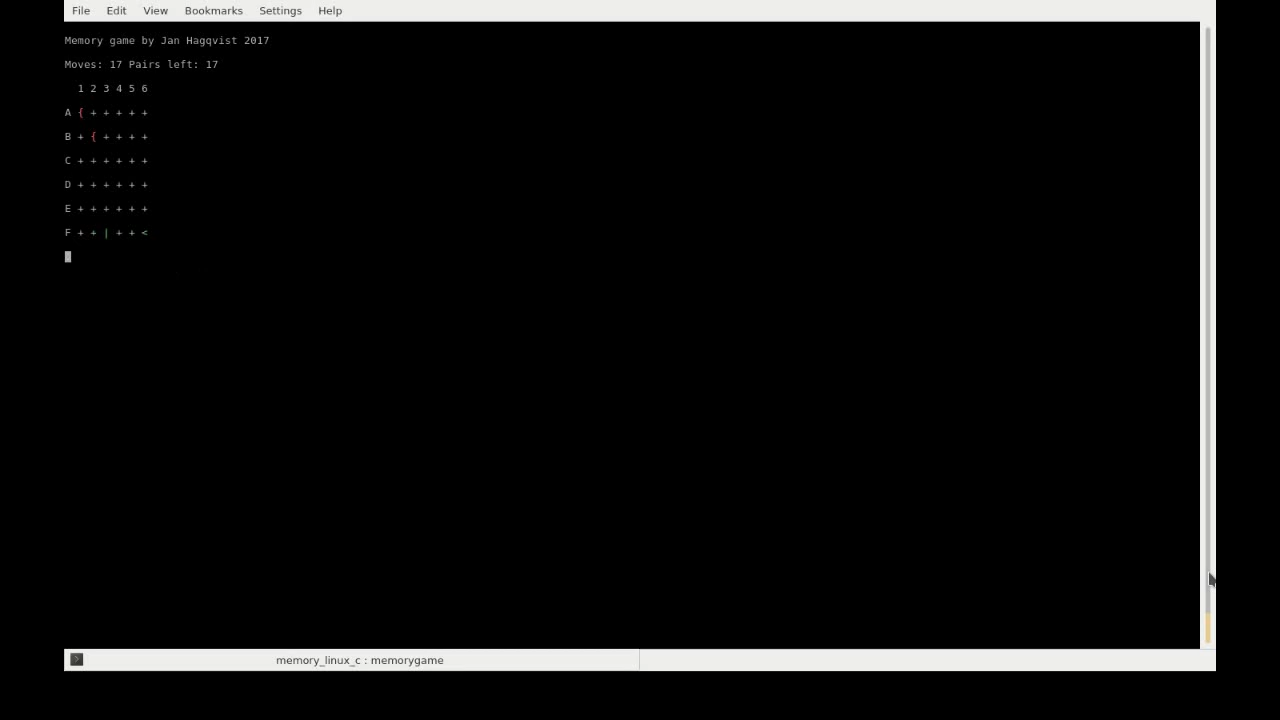 File Edit View Bookmarks Settings Help
Memory game by Jan Hagqvist 2017
Moves: 17 Pairs left: 17
1 2 3 4 5 6
A { + + + + +
B + { + + + +
C + + + + + +
D + + + + + +
E + + + + + +
F + + | + + <
memory_linux_c : memorygame